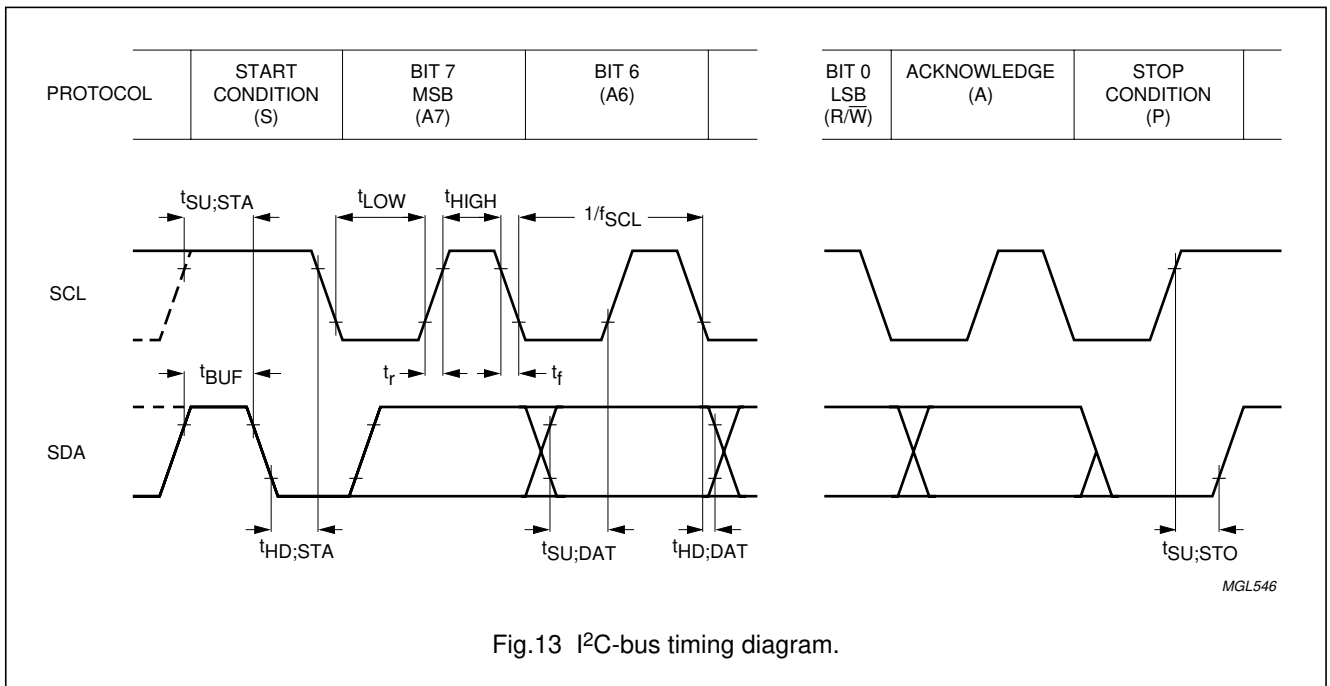 PROTOCOL
START
CONDITION
(S)
BIT 7
MSB
(A7)
BIT 6
(A6)
BIT 0
LSB
(R/W̅)
ACKNOWLEDGE
(A)
STOP
CONDITION
(P)
tSU;STA
tLOW
tHIGH
1/fSCL
SCL
tBUF
tr
tf
SDA
tHD;STA
tSU;DAT
tHD;DAT
tSU;STO
MGL546
Fig.13 I²C-bus timing diagram.